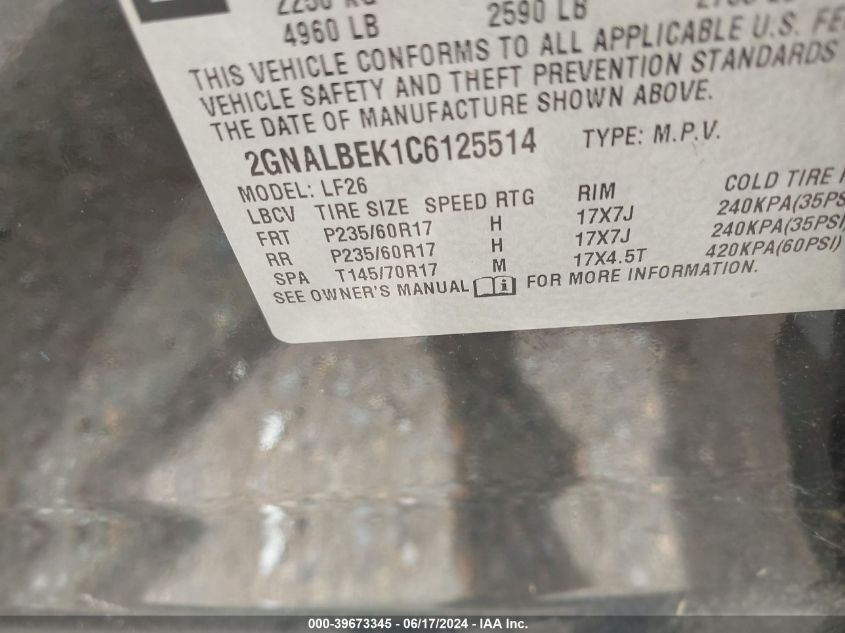 4960 LB 2590 LB
THIS VEHICLE CONFORMS TO ALL APPLICABLE U.S.
VEHICLE SAFETY AND THEFT PREVENTION STANDARDS
THE DATE OF MANUFACTURE SHOWN ABOVE.
2GNALBEK1C6125514 TYPE: M.P.V.
MODEL: LF26
LBCV TIRE SIZE SPEED RTG RIM COLD TIRE
FRT P235/60R17 H 17X7J 240KPA(35PS
RR P235/60R17 H 17X7J 240KPA(35PSI
SPA T145/70R17 M 17X4.5T 420KPA(60PSI)
SEE OWNER'S MANUAL i FOR MORE INFORMATION.
000-39673345 - 06/17/2024 - IAA Inc.